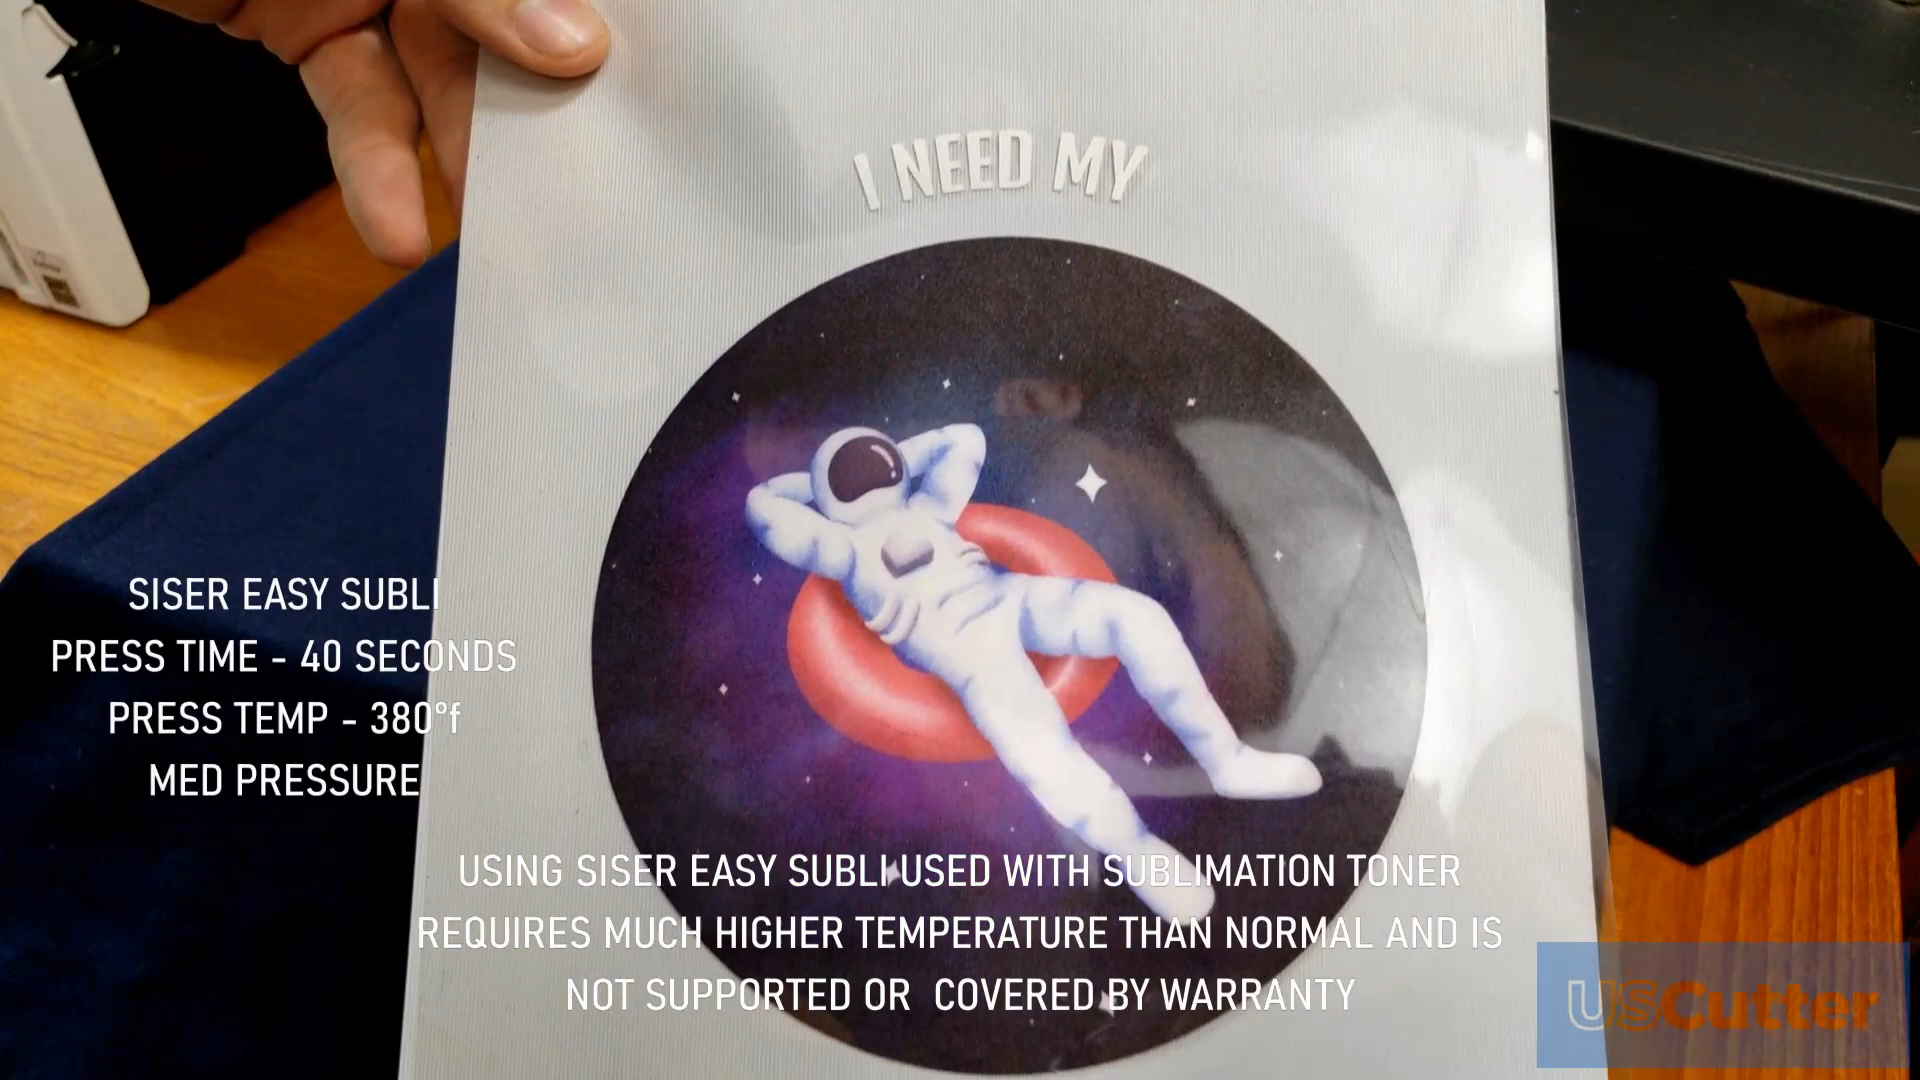 I NEED MY
SISER EASY SUBLI
PRESS TIME - 40 SECONDS
PRESS TEMP - 380°f
MED PRESSURE
USING SISER EASY SUBLI USED WITH SUBLIMATION TONER
REQUIRES MUCH HIGHER TEMPERATURE THAN NORMAL AND IS
NOT SUPPORTED OR COVERED BY WARRANTY
USCutter